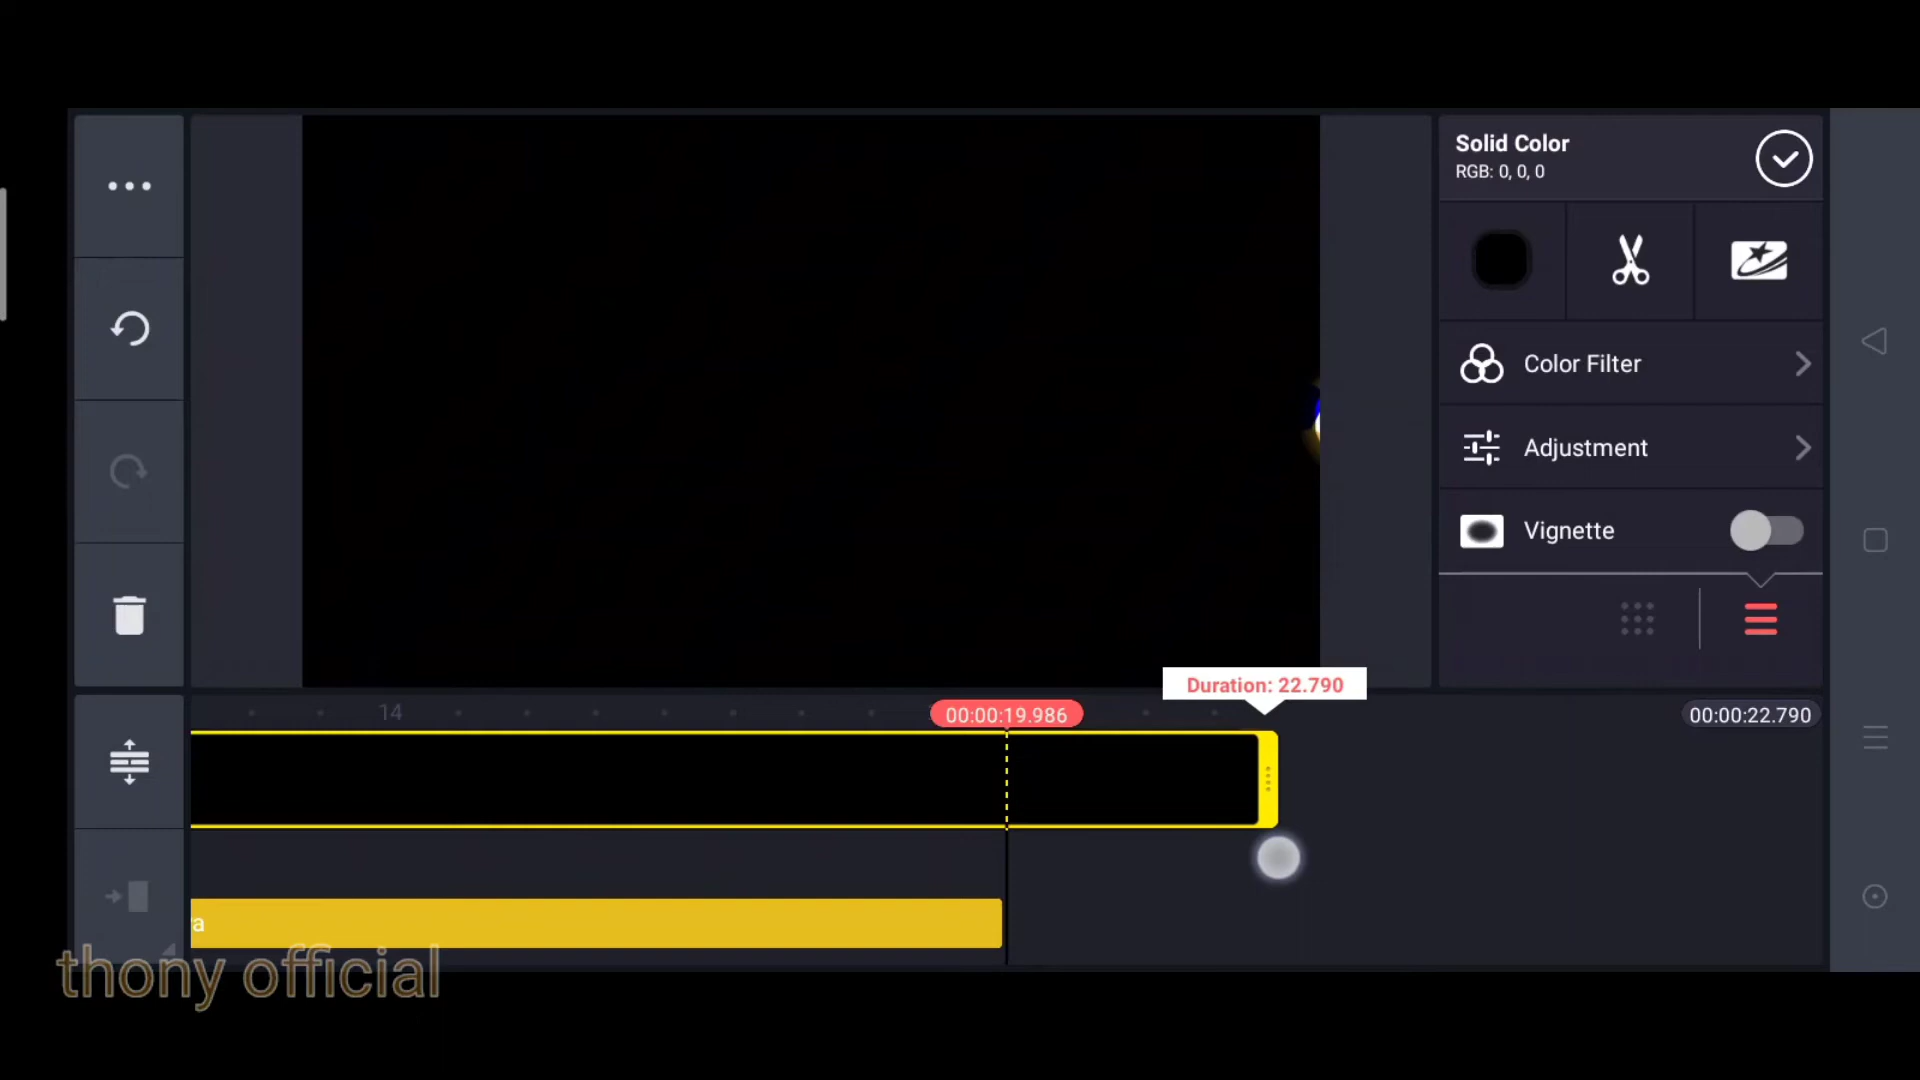 Solid Color
RGB: 0, 0, 0
Color Filter
Adjustment
Vignette
Duration: 22.790
14
00:00:19.986
00:00:22.790
a
thony official